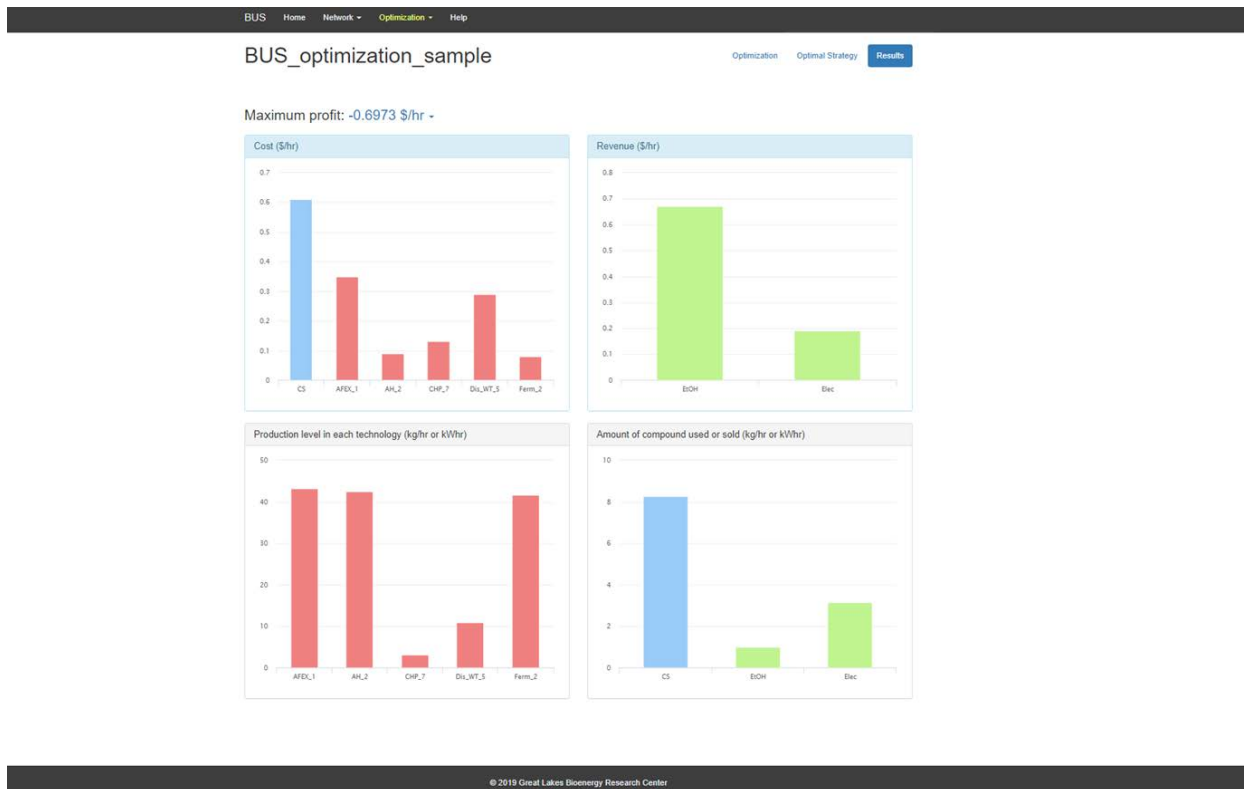 BUS Home Network Optimization Help
BUS_optimization_sample
Optimization Optimal Strategy Results
Maximum profit: -0.6973 $/hr
Cost ($/hr)
0.7
0.6
0.5
0.4
0.3
0.2
0.1
0
CS AFEX_1 AH_2 CHP_7 Dis_WT_5 Ferm_2
Revenue ($/hr)
0.8
0.7
0.6
0.5
0.4
0.3
0.2
0.1
0
EtOH Elec
Production level in each technology (kg/hr or kWhr)
50
40
30
20
10
0
AFEX_1 AH_2 CHP_7 Dis_WT_5 Ferm_2
Amount of compound used or sold (kg/hr or kWhr)
10
8
6
4
2
0
CS EtOH Elec
© 2019 Great Lakes Bioenergy Research Center